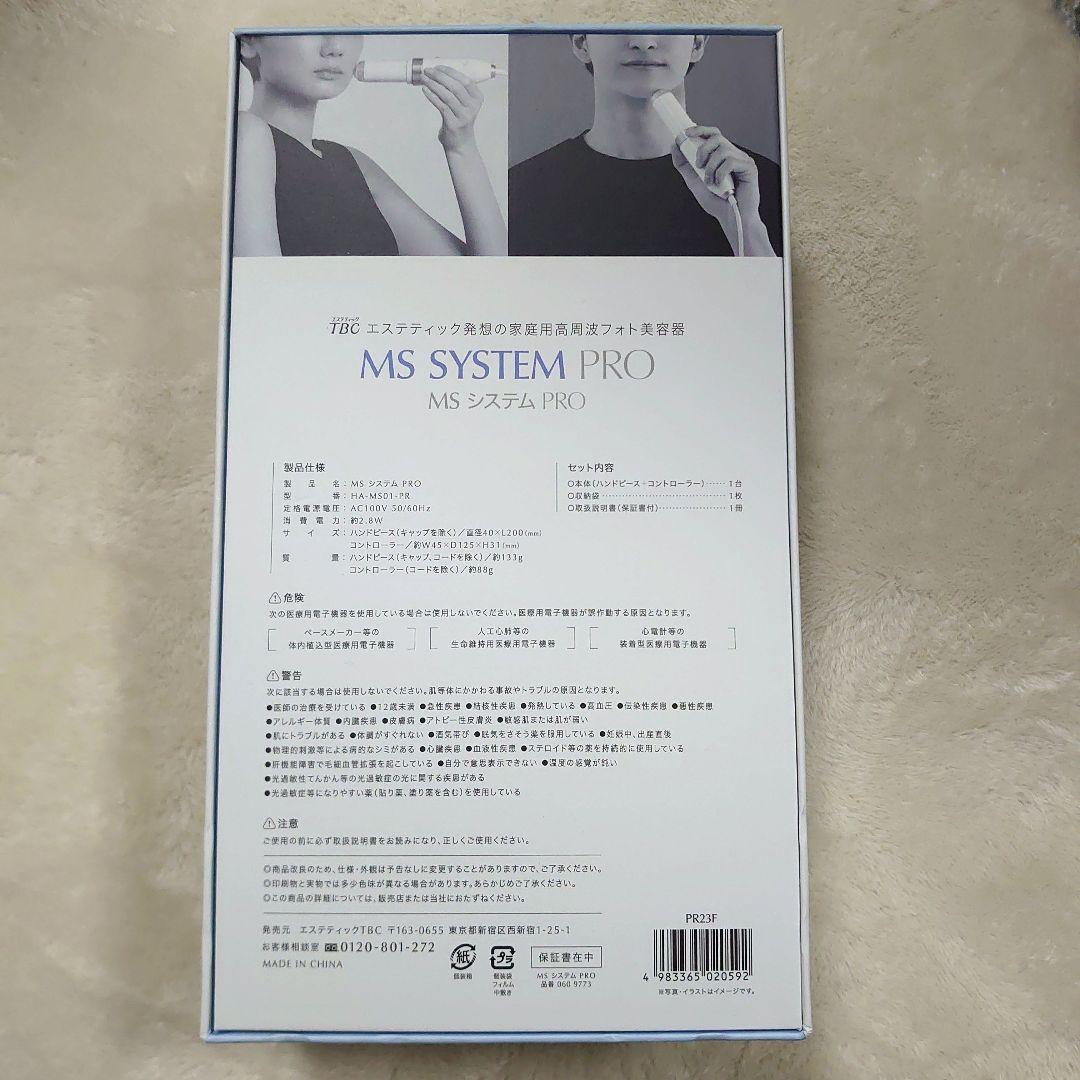 エステティック
TBC エステティック発想の家庭用高周波フォト美容器
MS SYSTEM PRO
MS システム PRO
製品仕様
製品名：MS システム PRO
型番：HA-MS01-PR
定格電源電圧：AC100V 50/60Hz
消費電力：約2.8W
サイズ：ハンドピース（キャップを除く）／直径40×L200(mm)
コントローラー／約W45×D125×H31(mm)
質量：ハンドピース（キャップ、コードを除く）／約133g
コントローラー（コードを除く）／約88g
セット内容
○本体（ハンドピース＋コントローラー）…… 1台
○収納袋 …………………… 1枚
○取扱説明書（保証書付）…………… 1冊
⚠危険
次の医療用電子機器を使用している場合は使用しないでください。医療用電子機器が誤作動する原因となります。
ペースメーカー等の
体内植込型医療用電子機器
人工心肺等の
生命維持用医療用電子機器
心電計等の
装着型医療用電子機器
⚠警告
次に該当する場合は使用しないでください。肌等体にかかわる事故やトラブルの原因となります。
●医師の治療を受けている ●12歳未満 ●急性疾患 ●結核性疾患 ●発熱している ●高血圧 ●伝染性疾患 ●悪性疾患
●アレルギー体質 ●内臓疾患 ●皮膚病 ●アトピー性皮膚炎 ●敏感肌または肌が弱い
●肌にトラブルがある ●体調がすぐれない ●酒気帯び ●眠気をさそう薬を服用している ●妊娠中、出産直後
●物理的刺激等による病的なシミがある ●心臓疾患 ●血液性疾患 ●ステロイド等の薬を持続的に使用している
●肝機能障害で毛細血管拡張を起こしている ●自分で意思表示できない ●温度の感覚が鈍い
●光過敏性てんかん等の光過敏症の光に関する疾患がある
●光過敏症等になりやすい薬（貼り薬、塗り薬を含む）を使用している
⚠注意
ご使用の前に必ず取扱説明書をお読みになり、正しくご使用ください。
◎商品改良のため、仕様・外観は予告なしに変更することがありますので、ご了承ください。
◎印刷物と実物では多少色味が異なる場合があります。あらかじめご了承ください。
◎この商品の詳細については、販売店または当社におたずねください。
発売元 エステティックTBC 〒163-0655 東京都新宿区西新宿1-25-1
お客様相談室 0120-801-272
MADE IN CHINA
紙
個装箱
プラ
個装袋
フィルム
中敷き
保証書在中
MS システム PRO
品番 060 9773
PR23F
4 983365 020592
※写真・イラストはイメージです。